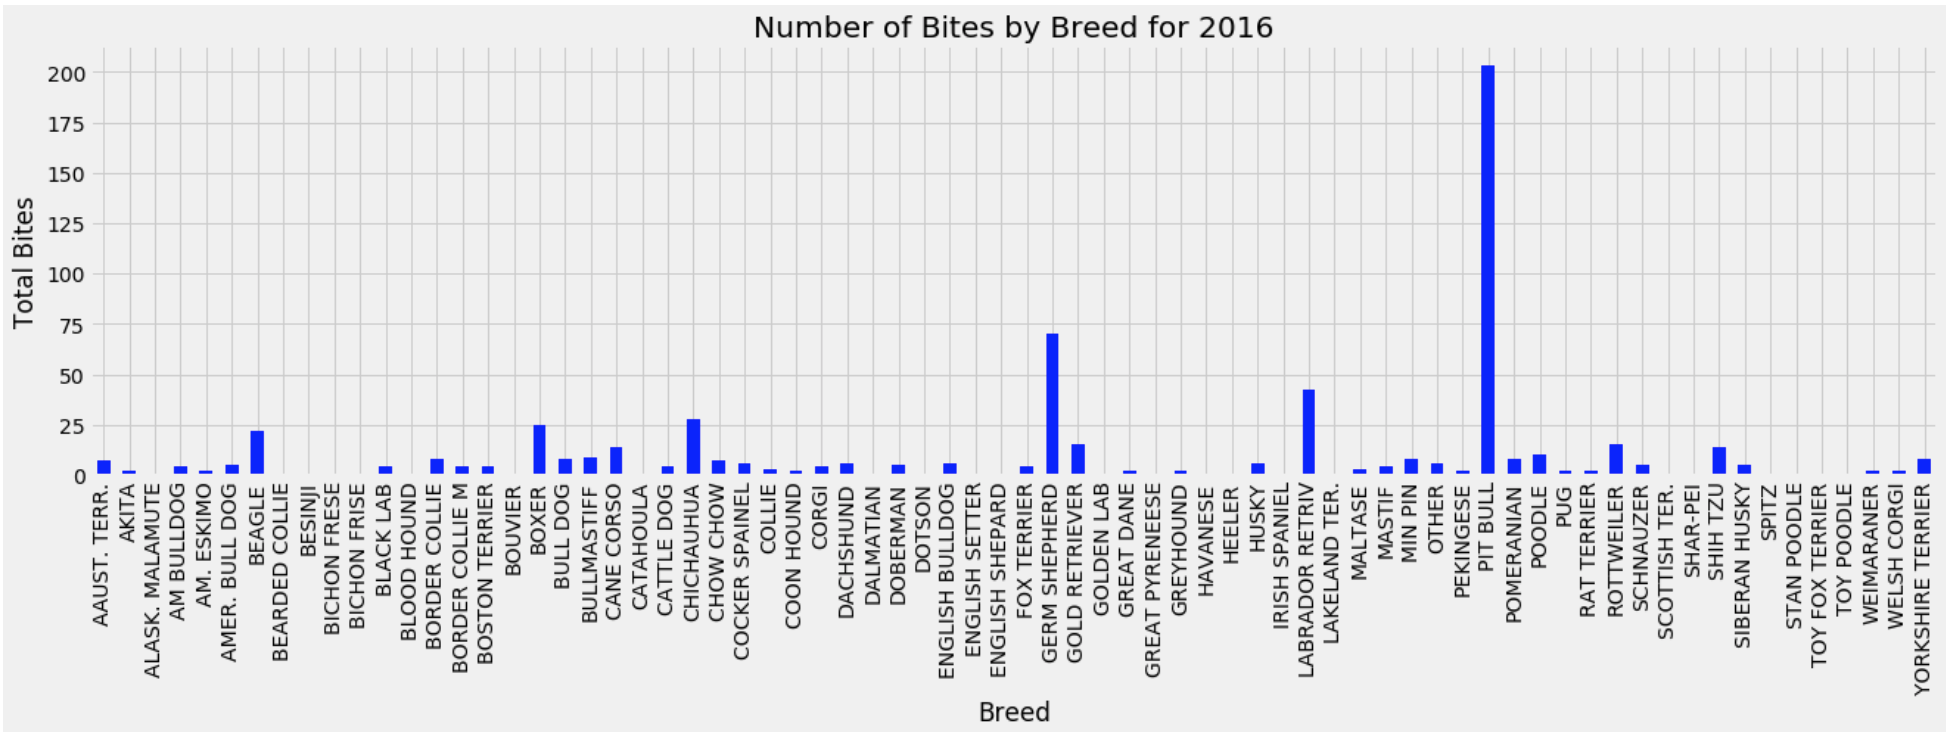 Number of Bites by Breed for 2016
Total Bites
200
175
150
125
100
75
50
25
0
AAUST. TERR.
AKITA
ALASK. MALAMUTE
AM BULLDOG
AM. ESKIMO
AMER. BULL DOG
BEAGLE
BEARDED COLLIE
BESINJI
BICHON FRESE
BICHON FRISE
BLACK LAB
BLOOD HOUND
BORDER COLLIE
BORDER COLLIE M
BOSTON TERRIER
BOUVIER
BOXER
BULL DOG
BULLMASTIFF
CANE CORSO
CATAHOULA
CATTLE DOG
CHICHAUHUA
CHOW CHOW
COCKER SPAINEL
COLLIE
COON HOUND
CORGI
DACHSHUND
DALMATIAN
DOBERMAN
DOTSON
ENGLISH BULLDOG
ENGLISH SETTER
ENGLISH SHEPARD
FOX TERRIER
GERM SHEPHERD
GOLD RETRIEVER
GOLDEN LAB
GREAT DANE
GREAT PYRENEESE
GREYHOUND
HAVANESE
HEELER
HUSKY
IRISH SPANIEL
LABRADOR RETRIV
LAKELAND TER.
MALTASE
MASTIF
MIN PIN
OTHER
PEKINGESE
PIT BULL
POMERANIAN
POODLE
PUG
RAT TERRIER
ROTTWEILER
SCHNAUZER
SCOTTISH TER.
SHAR-PEI
SHIH TZU
SIBERAN HUSKY
SPITZ
STAN POODLE
TOY FOX TERRIER
TOY POODLE
WEIMARANER
WELSH CORGI
YORKSHIRE TERRIER
Breed